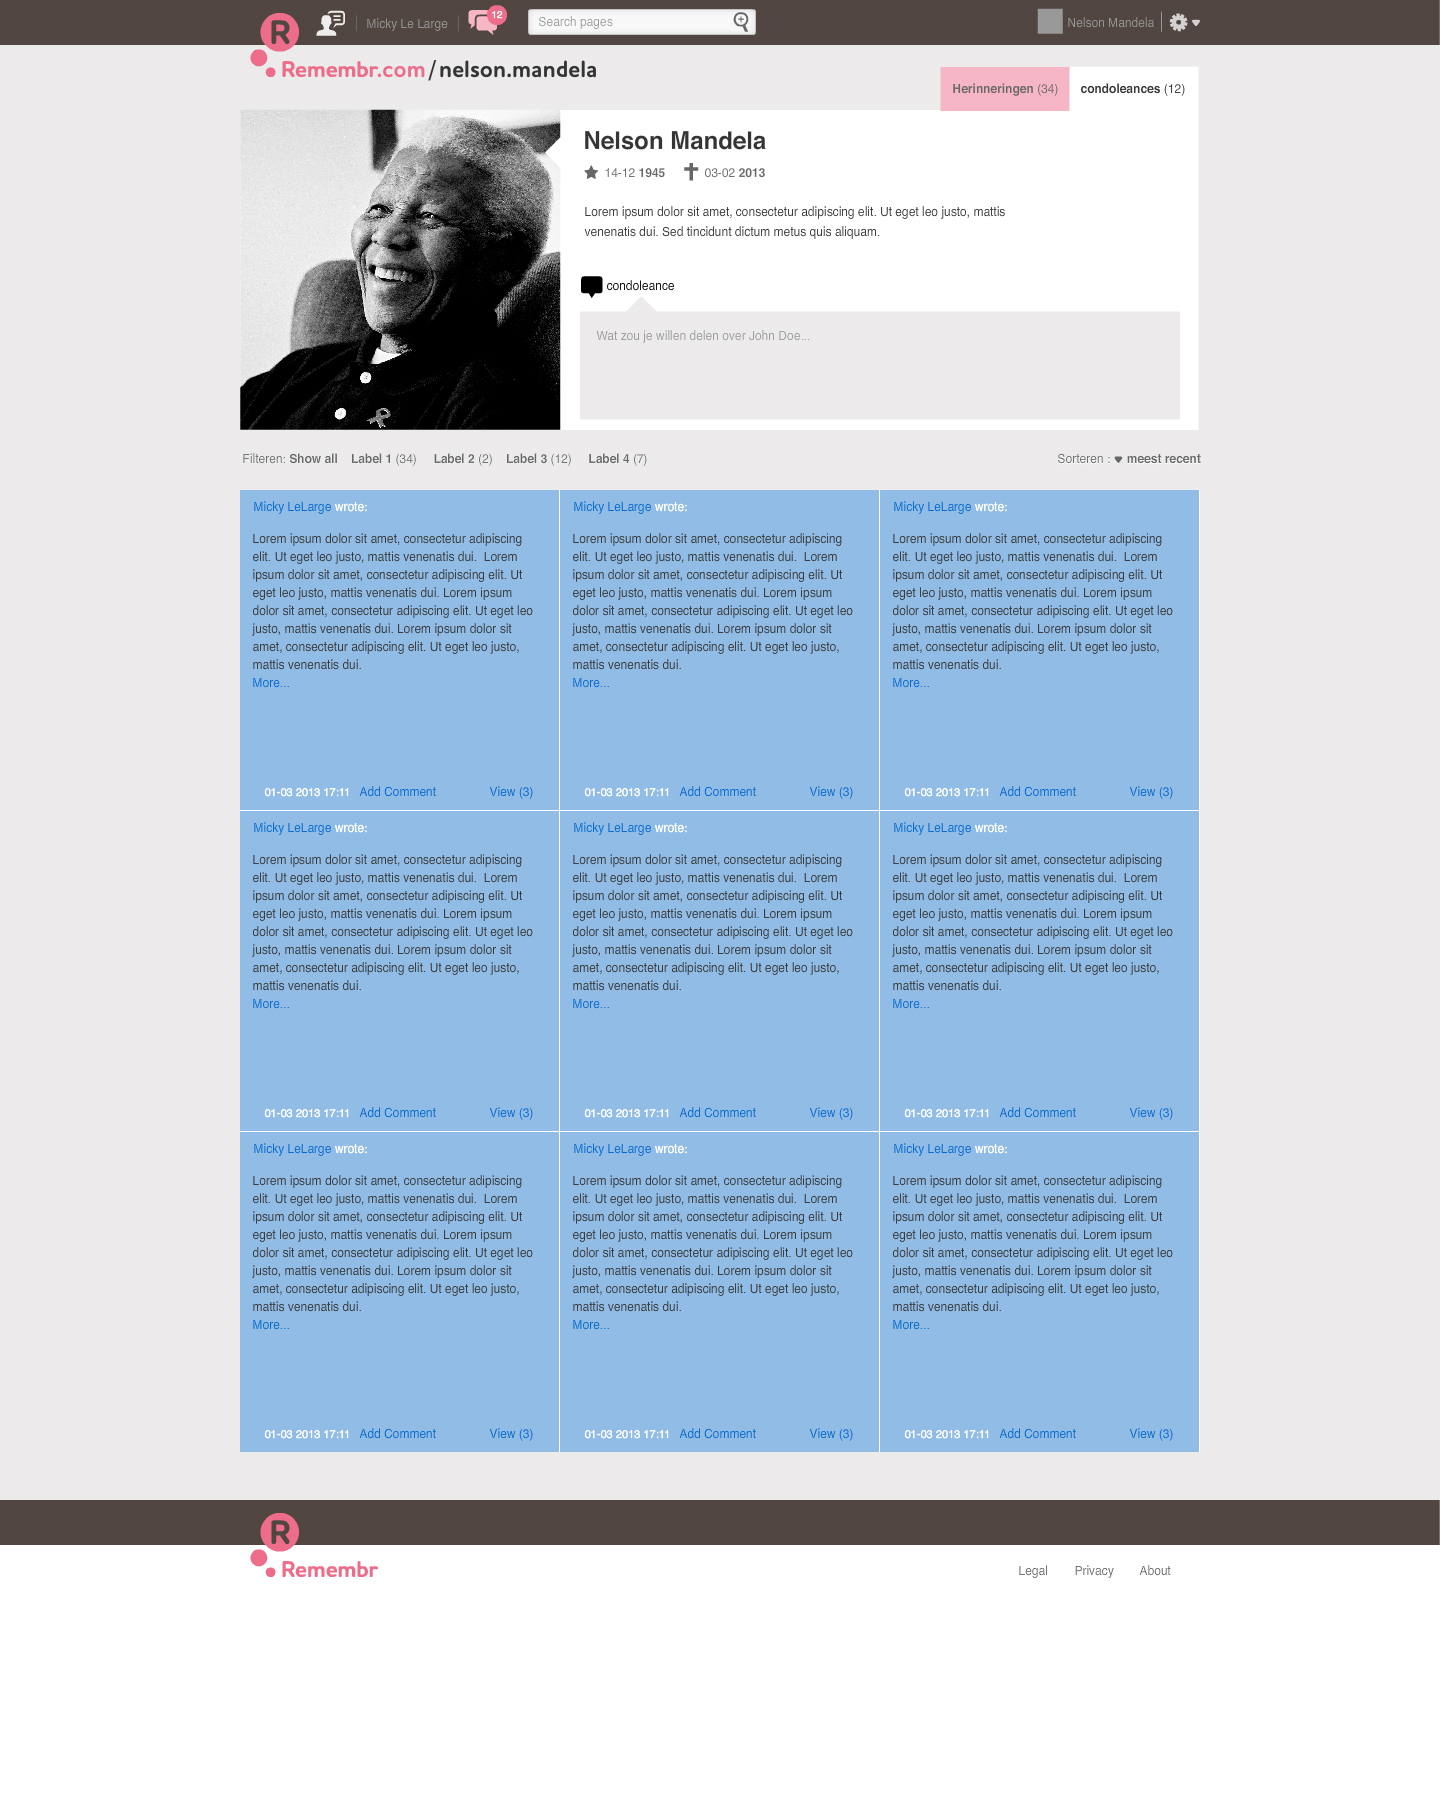 R
Micky Le Large
12
Search pages
Nelson Mandela
Remembr.com/nelson.mandela
Herinneringen (34)
condoleances (12)
Nelson Mandela
14-12 1945
03-02 2013
Lorem ipsum dolor sit amet, consectetur adipiscing elit. Ut eget leo justo, mattis
venenatis dui. Sed tincidunt dictum metus quis aliquam.
condoleance
Wat zou je willen delen over John Doe...
Filteren: Show all Label 1 (34) Label 2 (2) Label 3 (12) Label 4 (7)
Sorteren : meest recent
Micky LeLarge wrote:
Lorem ipsum dolor sit amet, consectetur adipiscing
elit. Ut eget leo justo, mattis venenatis dui.  Lorem
ipsum dolor sit amet, consectetur adipiscing elit. Ut
eget leo justo, mattis venenatis dui. Lorem ipsum
dolor sit amet, consectetur adipiscing elit. Ut eget leo
justo, mattis venenatis dui. Lorem ipsum dolor sit
amet, consectetur adipiscing elit. Ut eget leo justo,
mattis venenatis dui.
More...
01-03 2013 17:11 Add Comment View (3)
Micky LeLarge wrote:
Lorem ipsum dolor sit amet, consectetur adipiscing
elit. Ut eget leo justo, mattis venenatis dui.  Lorem
ipsum dolor sit amet, consectetur adipiscing elit. Ut
eget leo justo, mattis venenatis dui. Lorem ipsum
dolor sit amet, consectetur adipiscing elit. Ut eget leo
justo, mattis venenatis dui. Lorem ipsum dolor sit
amet, consectetur adipiscing elit. Ut eget leo justo,
mattis venenatis dui.
More...
01-03 2013 17:11 Add Comment View (3)
Micky LeLarge wrote:
Lorem ipsum dolor sit amet, consectetur adipiscing
elit. Ut eget leo justo, mattis venenatis dui.  Lorem
ipsum dolor sit amet, consectetur adipiscing elit. Ut
eget leo justo, mattis venenatis dui. Lorem ipsum
dolor sit amet, consectetur adipiscing elit. Ut eget leo
justo, mattis venenatis dui. Lorem ipsum dolor sit
amet, consectetur adipiscing elit. Ut eget leo justo,
mattis venenatis dui.
More...
01-03 2013 17:11 Add Comment View (3)
Micky LeLarge wrote:
Lorem ipsum dolor sit amet, consectetur adipiscing
elit. Ut eget leo justo, mattis venenatis dui.  Lorem
ipsum dolor sit amet, consectetur adipiscing elit. Ut
eget leo justo, mattis venenatis dui. Lorem ipsum
dolor sit amet, consectetur adipiscing elit. Ut eget leo
justo, mattis venenatis dui. Lorem ipsum dolor sit
amet, consectetur adipiscing elit. Ut eget leo justo,
mattis venenatis dui.
More...
01-03 2013 17:11 Add Comment View (3)
Micky LeLarge wrote:
Lorem ipsum dolor sit amet, consectetur adipiscing
elit. Ut eget leo justo, mattis venenatis dui.  Lorem
ipsum dolor sit amet, consectetur adipiscing elit. Ut
eget leo justo, mattis venenatis dui. Lorem ipsum
dolor sit amet, consectetur adipiscing elit. Ut eget leo
justo, mattis venenatis dui. Lorem ipsum dolor sit
amet, consectetur adipiscing elit. Ut eget leo justo,
mattis venenatis dui.
More...
01-03 2013 17:11 Add Comment View (3)
Micky LeLarge wrote:
Lorem ipsum dolor sit amet, consectetur adipiscing
elit. Ut eget leo justo, mattis venenatis dui.  Lorem
ipsum dolor sit amet, consectetur adipiscing elit. Ut
eget leo justo, mattis venenatis dui. Lorem ipsum
dolor sit amet, consectetur adipiscing elit. Ut eget leo
justo, mattis venenatis dui. Lorem ipsum dolor sit
amet, consectetur adipiscing elit. Ut eget leo justo,
mattis venenatis dui.
More...
01-03 2013 17:11 Add Comment View (3)
Micky LeLarge wrote:
Lorem ipsum dolor sit amet, consectetur adipiscing
elit. Ut eget leo justo, mattis venenatis dui.  Lorem
ipsum dolor sit amet, consectetur adipiscing elit. Ut
eget leo justo, mattis venenatis dui. Lorem ipsum
dolor sit amet, consectetur adipiscing elit. Ut eget leo
justo, mattis venenatis dui. Lorem ipsum dolor sit
amet, consectetur adipiscing elit. Ut eget leo justo,
mattis venenatis dui.
More...
01-03 2013 17:11 Add Comment View (3)
Micky LeLarge wrote:
Lorem ipsum dolor sit amet, consectetur adipiscing
elit. Ut eget leo justo, mattis venenatis dui.  Lorem
ipsum dolor sit amet, consectetur adipiscing elit. Ut
eget leo justo, mattis venenatis dui. Lorem ipsum
dolor sit amet, consectetur adipiscing elit. Ut eget leo
justo, mattis venenatis dui. Lorem ipsum dolor sit
amet, consectetur adipiscing elit. Ut eget leo justo,
mattis venenatis dui.
More...
01-03 2013 17:11 Add Comment View (3)
Micky LeLarge wrote:
Lorem ipsum dolor sit amet, consectetur adipiscing
elit. Ut eget leo justo, mattis venenatis dui.  Lorem
ipsum dolor sit amet, consectetur adipiscing elit. Ut
eget leo justo, mattis venenatis dui. Lorem ipsum
dolor sit amet, consectetur adipiscing elit. Ut eget leo
justo, mattis venenatis dui. Lorem ipsum dolor sit
amet, consectetur adipiscing elit. Ut eget leo justo,
mattis venenatis dui.
More...
01-03 2013 17:11 Add Comment View (3)
R
Remembr
Legal Privacy About